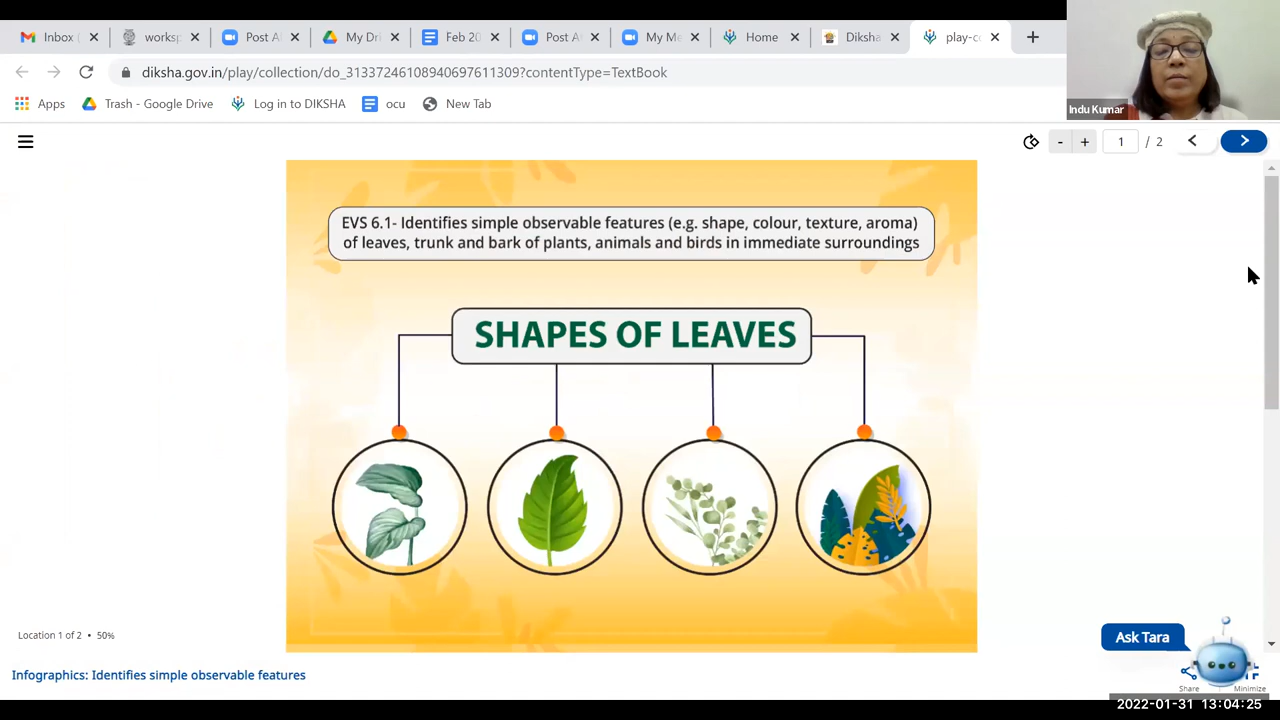 Inbox (
worksp
Post Al
My Dri
Feb 20
Post A
My Me
Home
Diksha
play-co
diksha.gov.in/play/collection/do_31337246108940697611309?contentType=TextBook
Apps
Trash - Google Drive
Log in to DIKSHA
ocu
New Tab
Indu Kumar
- + 1 / 2
EVS 6.1- Identifies simple observable features (e.g. shape, colour, texture, aroma)
of leaves, trunk and bark of plants, animals and birds in immediate surroundings
SHAPES OF LEAVES
Location 1 of 2 • 50%
Ask Tara
Infographics: Identifies simple observable features
Share
Minimize
2022-01-31 13:04:25